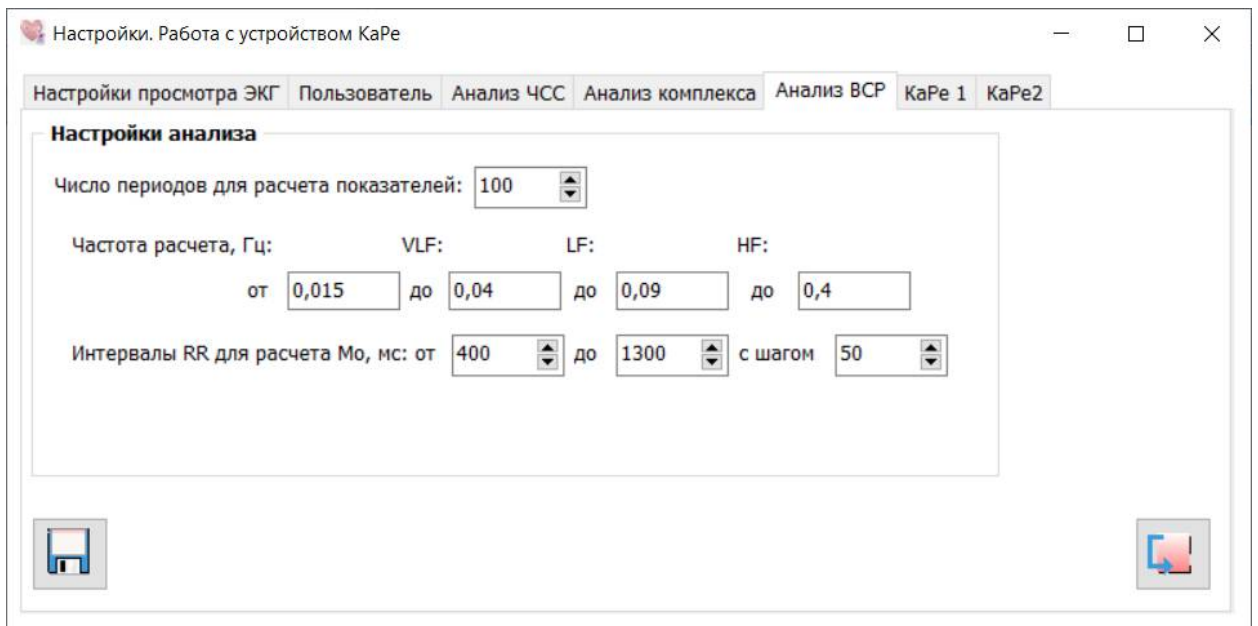 Настройки. Работа с устройством КаРе
Настройки просмотра ЭКГ Пользователь Анализ ЧСС Анализ комплекса Анализ ВСР КаРе 1 КаРе2
Настройки анализа
Число периодов для расчета показателей: 100
Частота расчета, Гц: VLF: LF: HF:
от 0,015 до 0,04 до 0,09 до 0,4
Интервалы RR для расчета Мо, мс: от 400 до 1300 с шагом 50